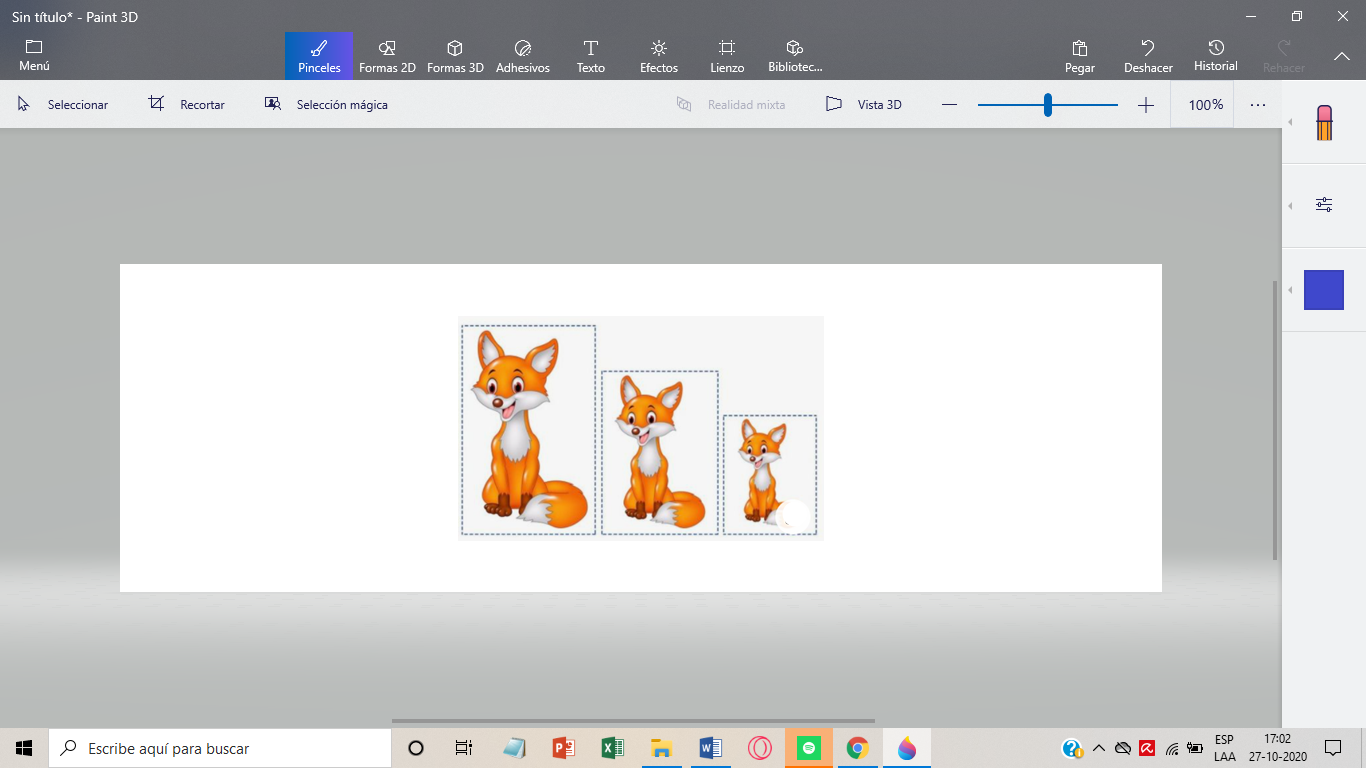 Sin título* - Paint 3D
Menú
Pinceles
Formas 2D
Formas 3D
Adhesivos
Texto
Efectos
Lienzo
Bibliotec...
Pegar
Deshacer
Historial
Rehacer
Seleccionar
Recortar
Selección mágica
Realidad mixta
Vista 3D
100%
Escribe aquí para buscar
ESP
LAA
17:02
27-10-2020